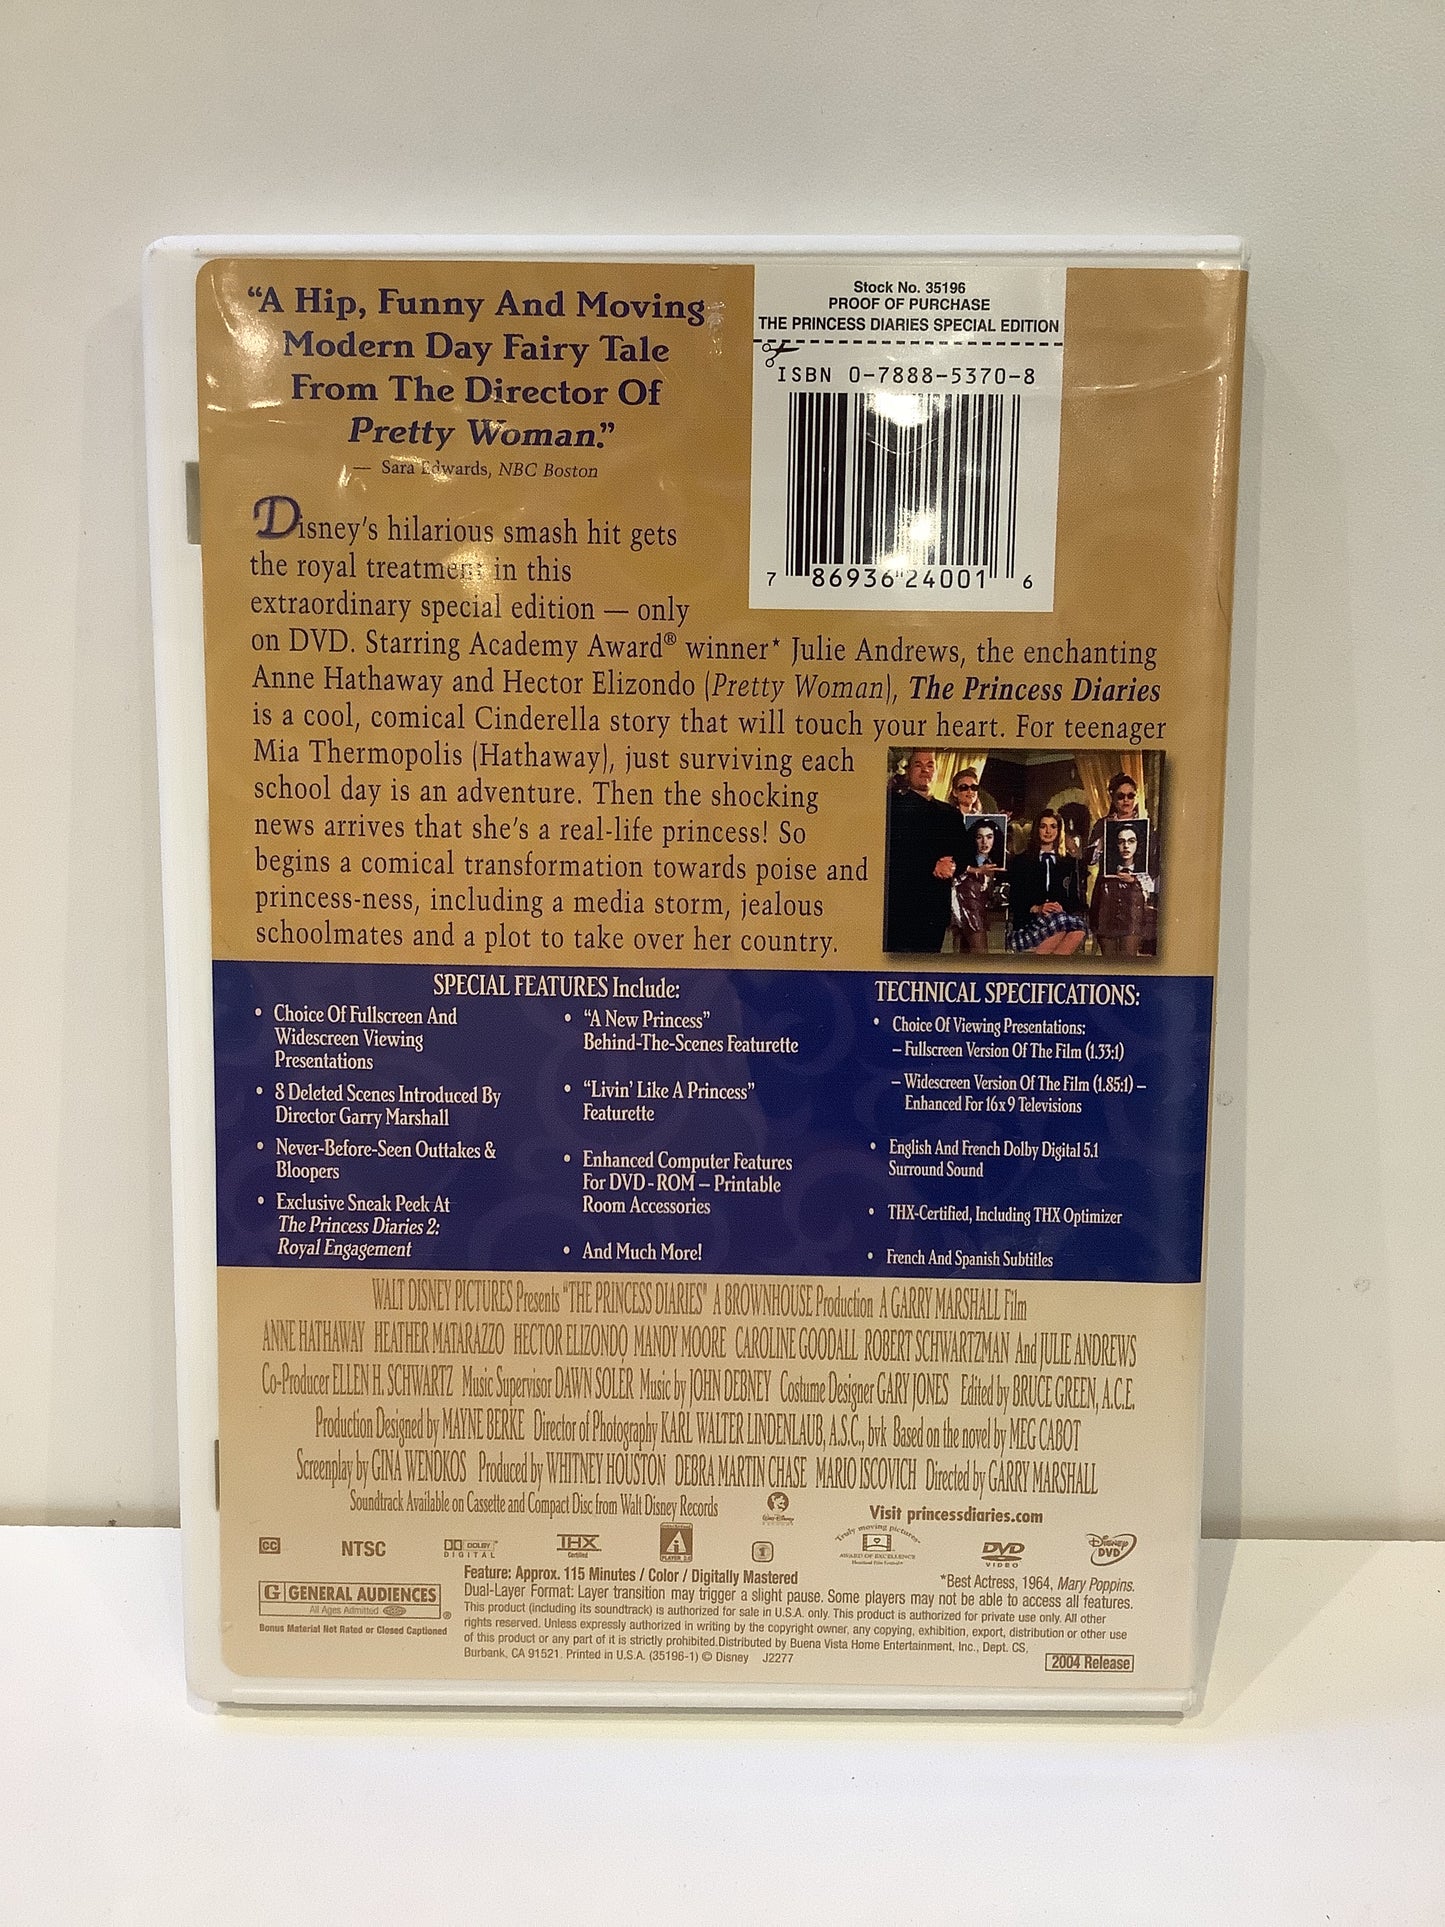 “A Hip, Funny And Moving
Modern Day Fairy Tale
From The Director Of
Pretty Woman.”
— Sara Edwards, NBC Boston
Stock No. 35196
PROOF OF PURCHASE
THE PRINCESS DIARIES SPECIAL EDITION
ISBN 0-7888-5370-8
7 86936 24001 6
Disney's hilarious smash hit gets
the royal treatment in this
extraordinary special edition — only
on DVD. Starring Academy Award® winner* Julie Andrews, the enchanting
Anne Hathaway and Hector Elizondo (Pretty Woman), The Princess Diaries
is a cool, comical Cinderella story that will touch your heart. For teenager
Mia Thermopolis (Hathaway), just surviving each
school day is an adventure. Then the shocking
news arrives that she's a real-life princess! So
begins a comical transformation towards poise and
princess-ness, including a media storm, jealous
schoolmates and a plot to take over her country.
SPECIAL FEATURES Include:
• Choice Of Fullscreen And
Widescreen Viewing
Presentations
• 8 Deleted Scenes Introduced By
Director Garry Marshall
• Never-Before-Seen Outtakes &
Bloopers
• Exclusive Sneak Peek At
The Princess Diaries 2:
Royal Engagement
• “A New Princess”
Behind-The-Scenes Featurette
• “Livin' Like A Princess”
Featurette
• Enhanced Computer Features
For DVD-ROM – Printable
Room Accessories
• And Much More!
TECHNICAL SPECIFICATIONS:
• Choice Of Viewing Presentations:
– Fullscreen Version Of The Film (1.33:1)
– Widescreen Version Of The Film (1.85:1) –
Enhanced For 16x9 Televisions
• English And French Dolby Digital 5.1
Surround Sound
• THX-Certified, Including THX Optimizer
• French And Spanish Subtitles
WALT DISNEY PICTURES Presents “THE PRINCESS DIARIES” A BROWNHOUSE Production A GARRY MARSHALL Film
ANNE HATHAWAY HEATHER MATARAZZO HECTOR ELIZONDO MANDY MOORE CAROLINE GOODALL ROBERT SCHWARTZMAN And JULIE ANDREWS
Co-Producer ELLEN H. SCHWARTZ Music Supervisor DAWN SOLER Music by JOHN DEBNEY Costume Designer GARY JONES Edited by BRUCE GREEN, A.C.E.
Production Designed by MAYNE BERKE Director of Photography KARL WALTER LINDENLAUB, A.S.C., bvk Based on the novel by MEG CABOT
Screenplay by GINA WENDKOS Produced by WHITNEY HOUSTON DEBRA MARTIN CHASE MARIO ISCOVICH Directed by GARRY MARSHALL
Soundtrack Available on Cassette and Compact Disc from Walt Disney Records
Walt Disney
RECORDS
Visit princessdiaries.com
CC
NTSC
DOLBY
DIGITAL
THX
Certified
PLAYER 2.0
1
Truly moving pictures
AWARD OF EXCELLENCE
Heartland Film Festival
DVD
VIDEO
Disney
DVD
G GENERAL AUDIENCES
All Ages Admitted
®
Bonus Material Not Rated or Closed Captioned
Feature: Approx. 115 Minutes / Color / Digitally Mastered
*Best Actress, 1964, Mary Poppins.
Dual-Layer Format: Layer transition may trigger a slight pause. Some players may not be able to access all features.
This product (including its soundtrack) is authorized for sale in U.S.A. only. This product is authorized for private use only. All other
rights reserved. Unless expressly authorized in writing by the copyright owner, any copying, exhibition, export, distribution or other use
of this product or any part of it is strictly prohibited. Distributed by Buena Vista Home Entertainment, Inc., Dept. CS,
Burbank, CA 91521. Printed in U.S.A. (35196-1) © Disney J2277
2004 Release